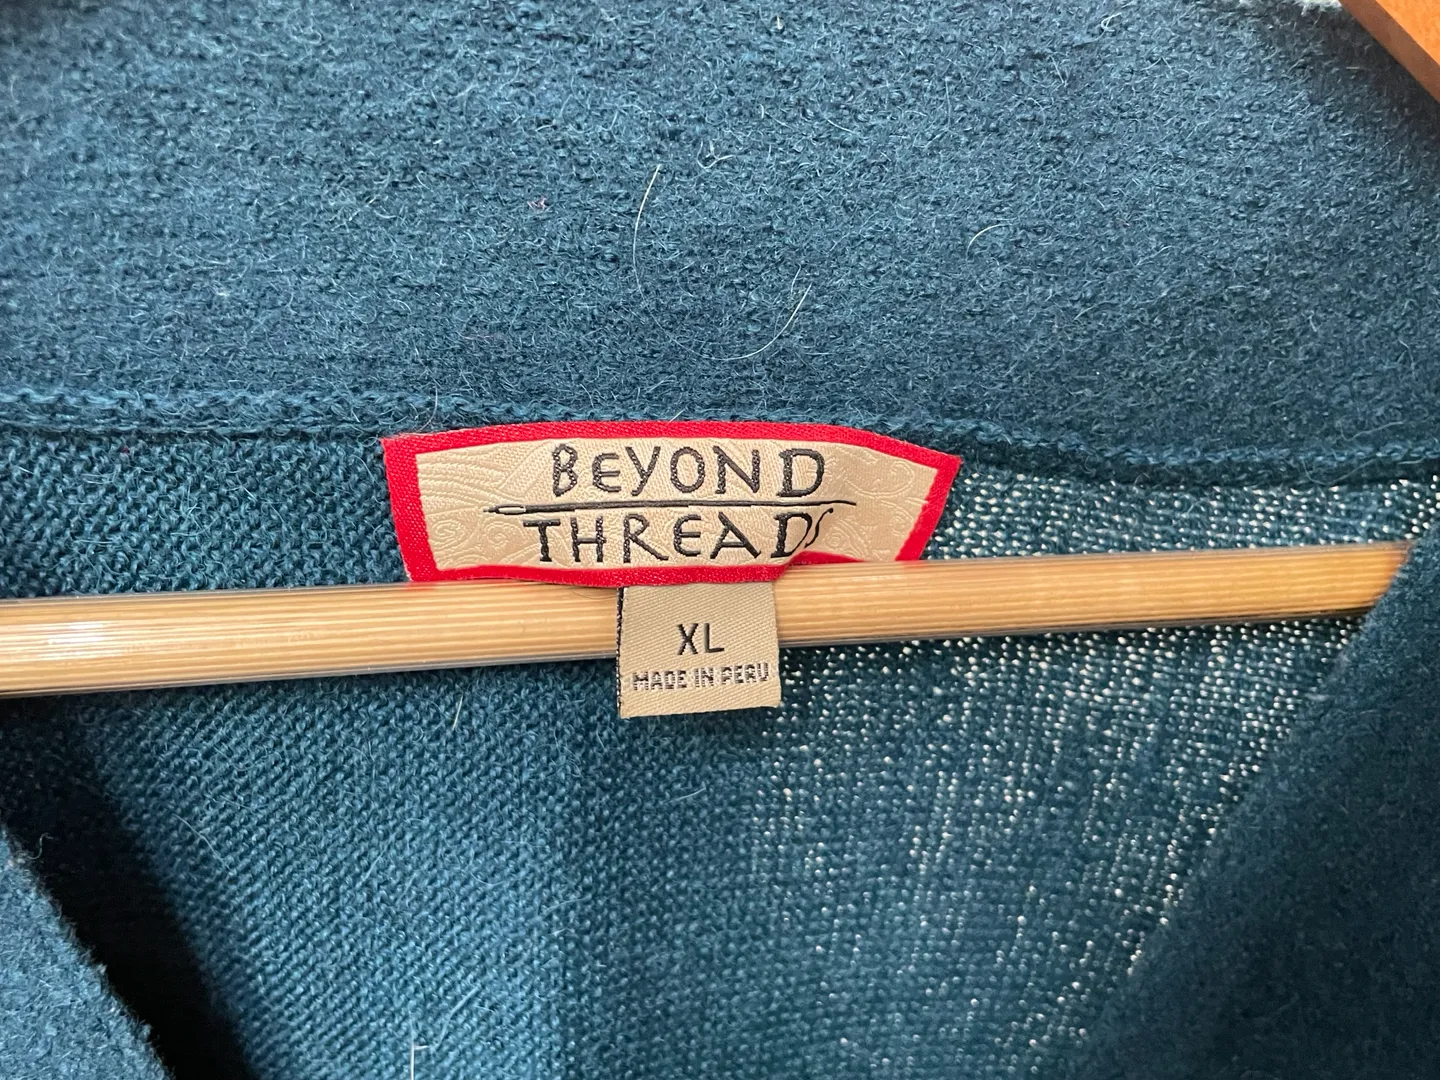 BEYOND
THREADS
XL
MADE IN PERU